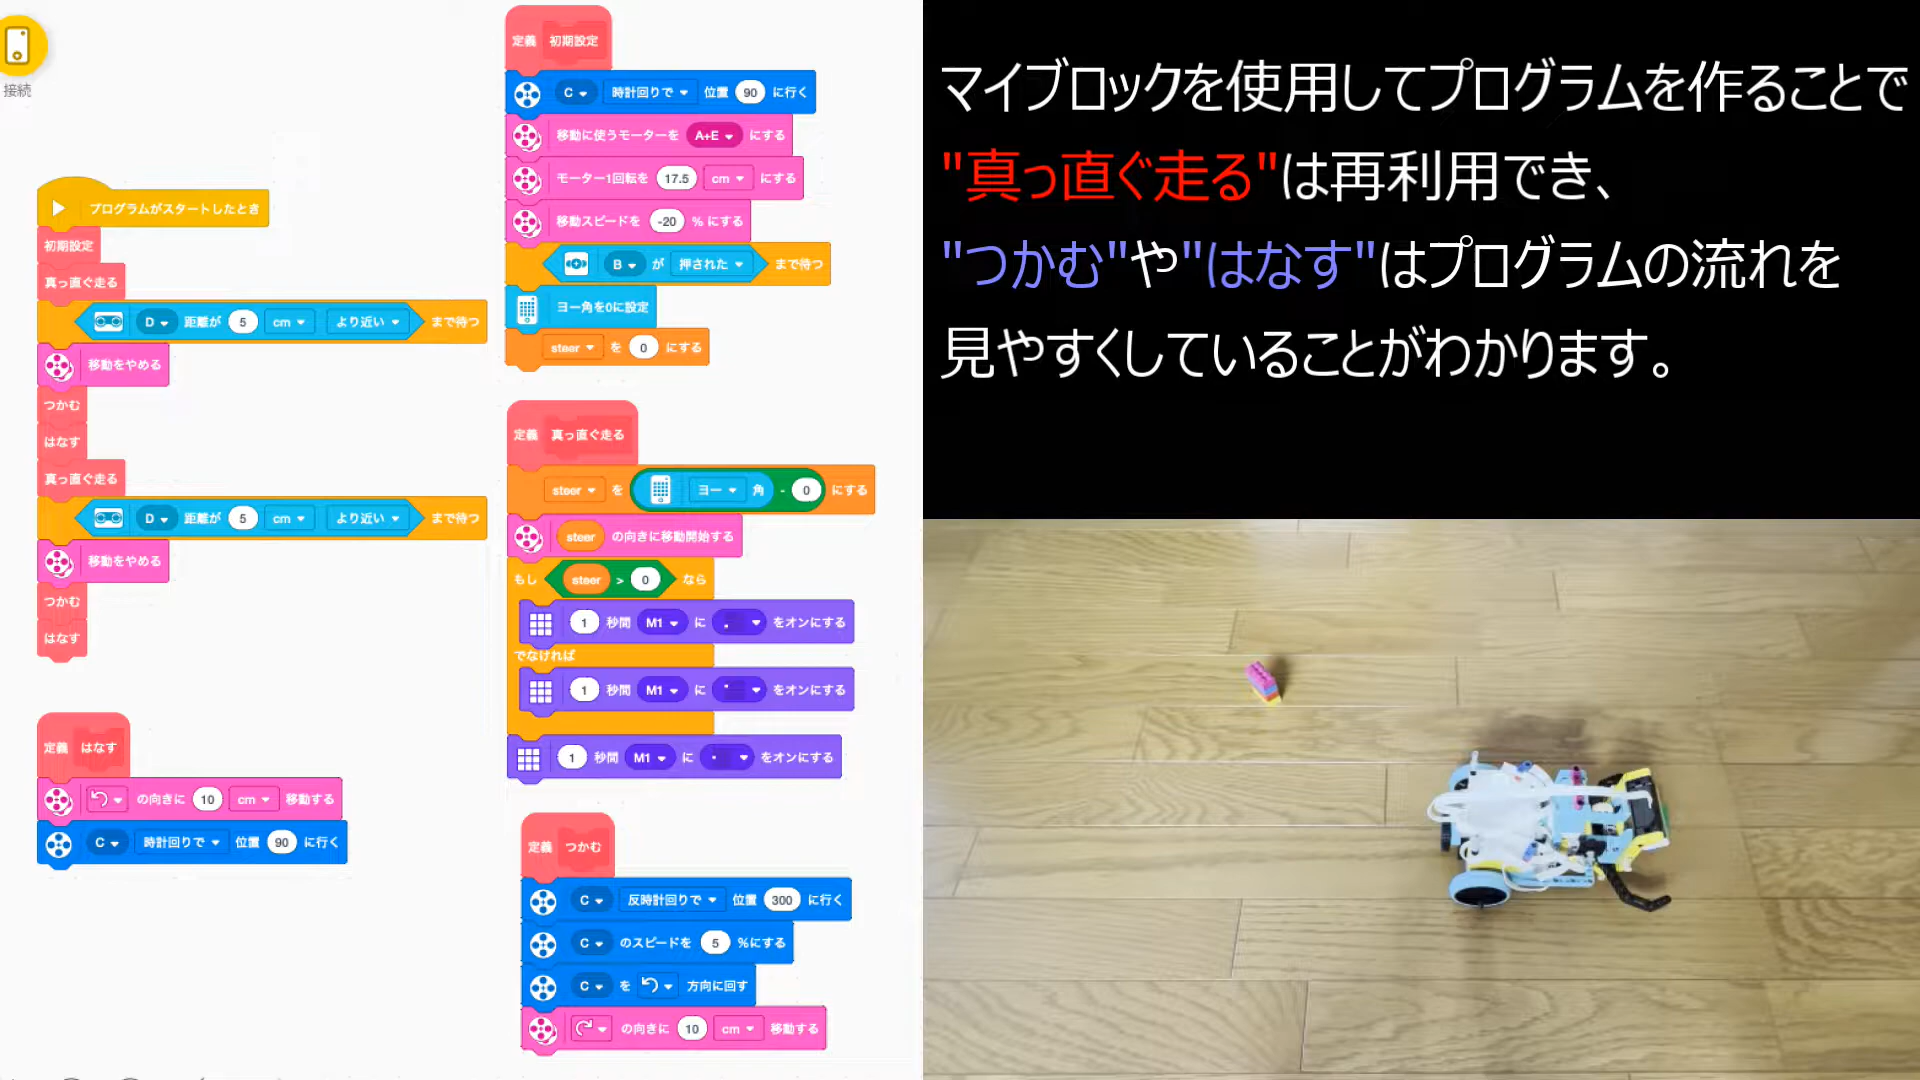 接続
プログラムがスタートしたとき
初期設定
真っ直ぐ走る
D 距離が 5 cm より近い まで待つ
移動をやめる
つかむ
はなす
真っ直ぐ走る
D 距離が 5 cm より近い まで待つ
移動をやめる
つかむ
はなす
定義 はなす
の向きに 10 cm 移動する
C 時計回りで 位置 90 に行く
定義 初期設定
C 時計回りで 位置 90 に行く
移動に使うモーターを A+E にする
モーター1回転を 17.5 cm にする
移動スピードを -20 % にする
B が 押された まで待つ
ヨー角を0に設定
steer を 0 にする
定義 真っ直ぐ走る
steer を ヨー 角 - 0 にする
steer の向きに移動開始する
もし steer > 0 なら
1 秒間 M1 に をオンにする
でなければ
1 秒間 M1 に をオンにする
1 秒間 M1 に をオンにする
定義 つかむ
C 反時計回りで 位置 300 に行く
C のスピードを 5 %にする
C を 方向に回す
の向きに 10 cm 移動する
マイブロックを使用してプログラムを作ることで
"真っ直ぐ走る"は再利用でき、
"つかむ"や"はなす"はプログラムの流れを
見やすくしていることがわかります。